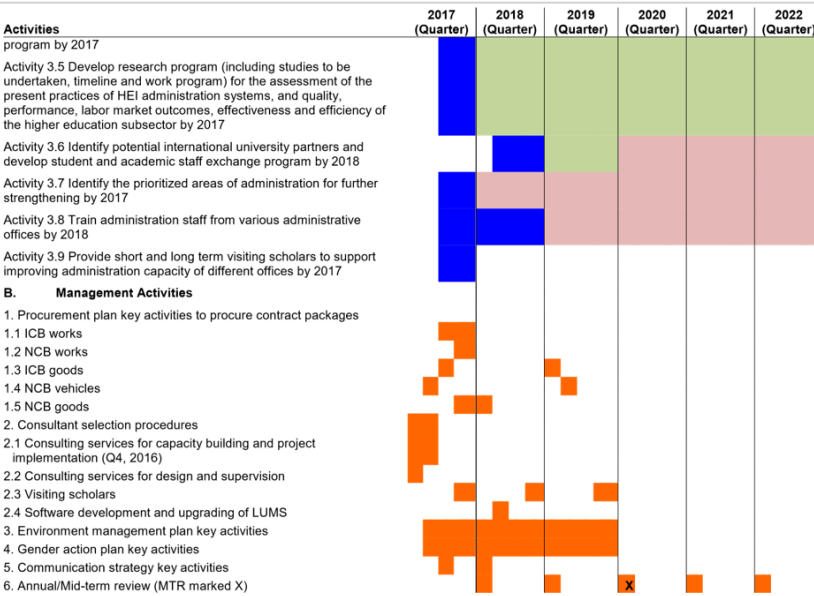 Activities
2017 (Quarter)
2018 (Quarter)
2019 (Quarter)
2020 (Quarter)
2021 (Quarter)
2022 (Quarter)
program by 2017
Activity 3.5 Develop research program (including studies to be
undertaken, timeline and work program) for the assessment of the
present practices of HEI administration systems, and quality,
performance, labor market outcomes, effectiveness and efficiency of
the higher education subsector by 2017
Activity 3.6 Identify potential international university partners and
develop student and academic staff exchange program by 2018
Activity 3.7 Identify the prioritized areas of administration for further
strengthening by 2017
Activity 3.8 Train administration staff from various administrative
offices by 2018
Activity 3.9 Provide short and long term visiting scholars to support
improving administration capacity of different offices by 2017
B. Management Activities
1. Procurement plan key activities to procure contract packages
1.1 ICB works
1.2 NCB works
1.3 ICB goods
1.4 NCB vehicles
1.5 NCB goods
2. Consultant selection procedures
2.1 Consulting services for capacity building and project
implementation (Q4, 2016)
2.2 Consulting services for design and supervision
2.3 Visiting scholars
2.4 Software development and upgrading of LUMS
3. Environment management plan key activities
4. Gender action plan key activities
5. Communication strategy key activities
6. Annual/Mid-term review (MTR marked X)
X